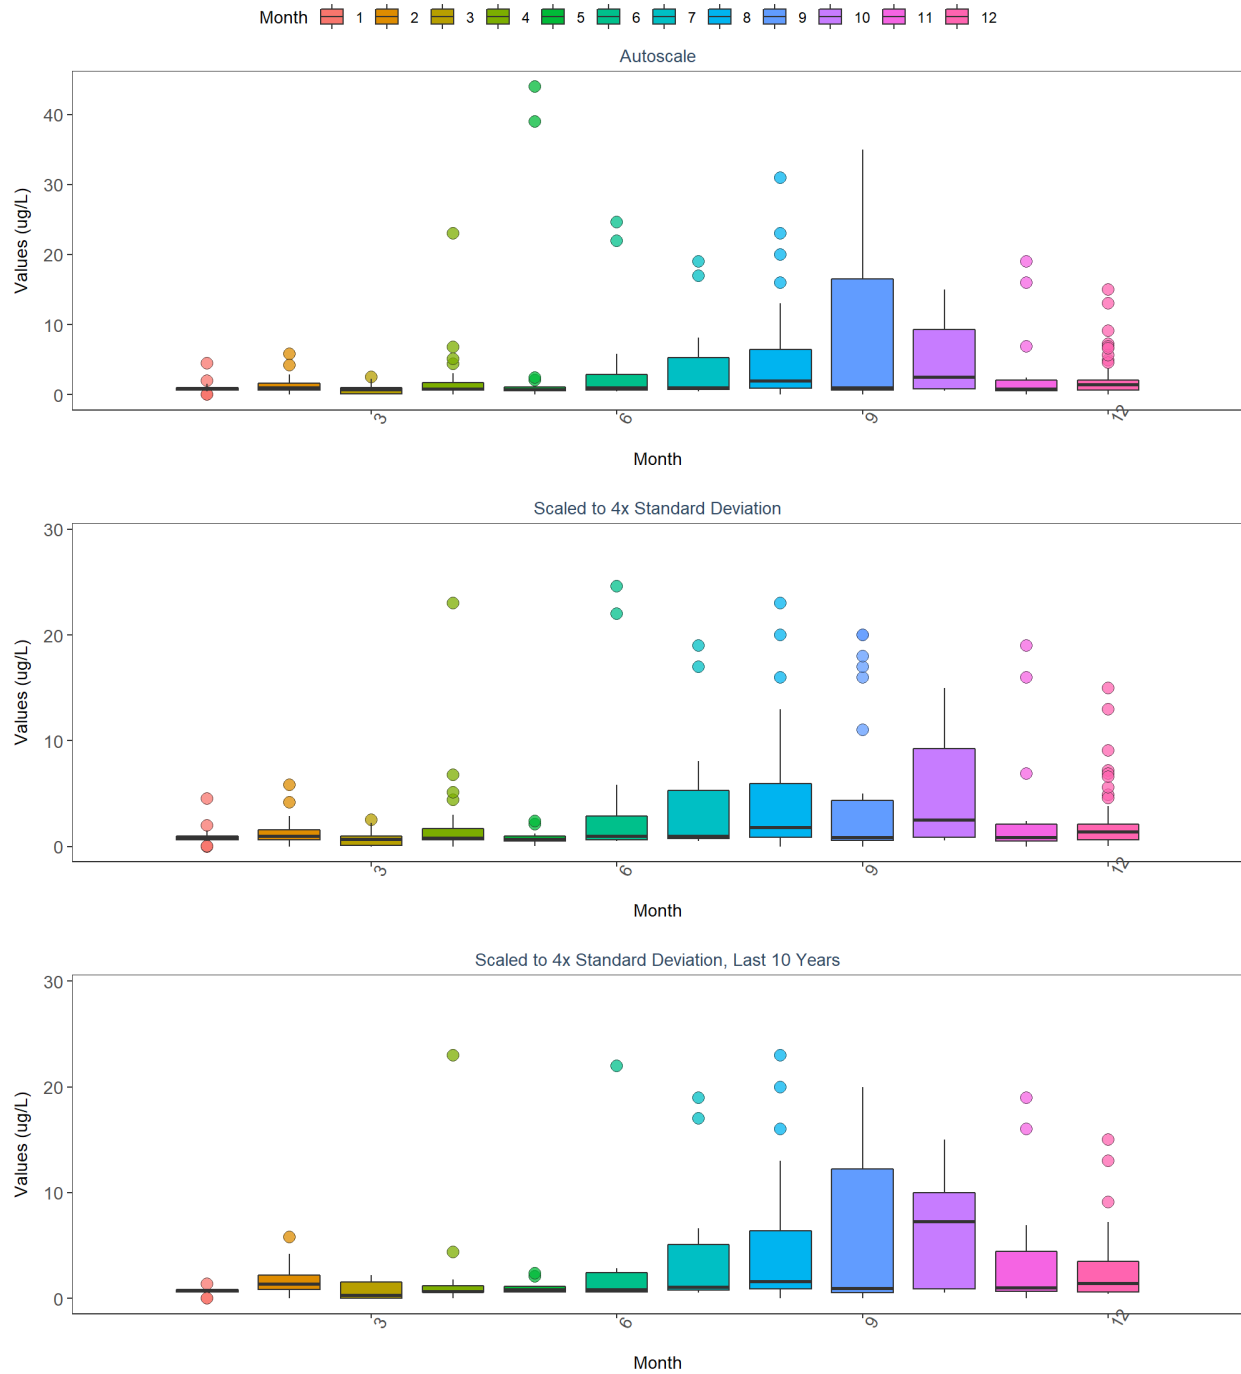 Month 1 2 3 4 5 6 7 8 9 10 11 12
Autoscale
Values (ug/L)
40
30
20
10
0
3 6 9 12
Month
Scaled to 4x Standard Deviation
Values (ug/L)
30
20
10
0
3 6 9 12
Month
Scaled to 4x Standard Deviation, Last 10 Years
Values (ug/L)
30
20
10
0
3 6 9 12
Month